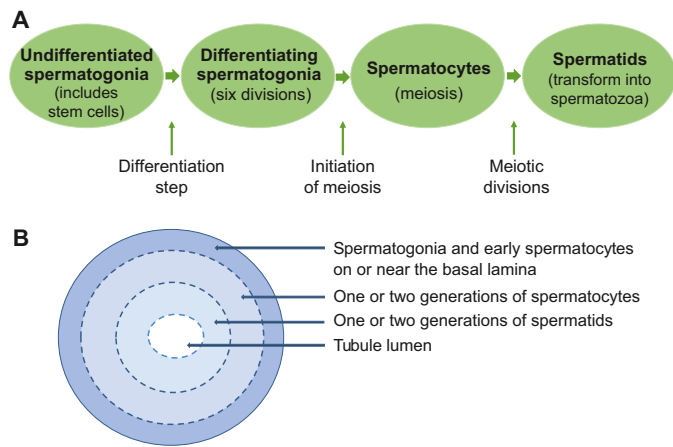 A
Undifferentiated
spermatogonia
(includes
stem cells)
Differentiating
spermatogonia
(six divisions)
Spermatocytes
(meiosis)
Spermatids
(transform into
spermatozoa)
Differentiation
step
Initiation
of meiosis
Meiotic
divisions
B
Spermatogonia and early spermatocytes
on or near the basal lamina
One or two generations of spermatocytes
One or two generations of spermatids
Tubule lumen